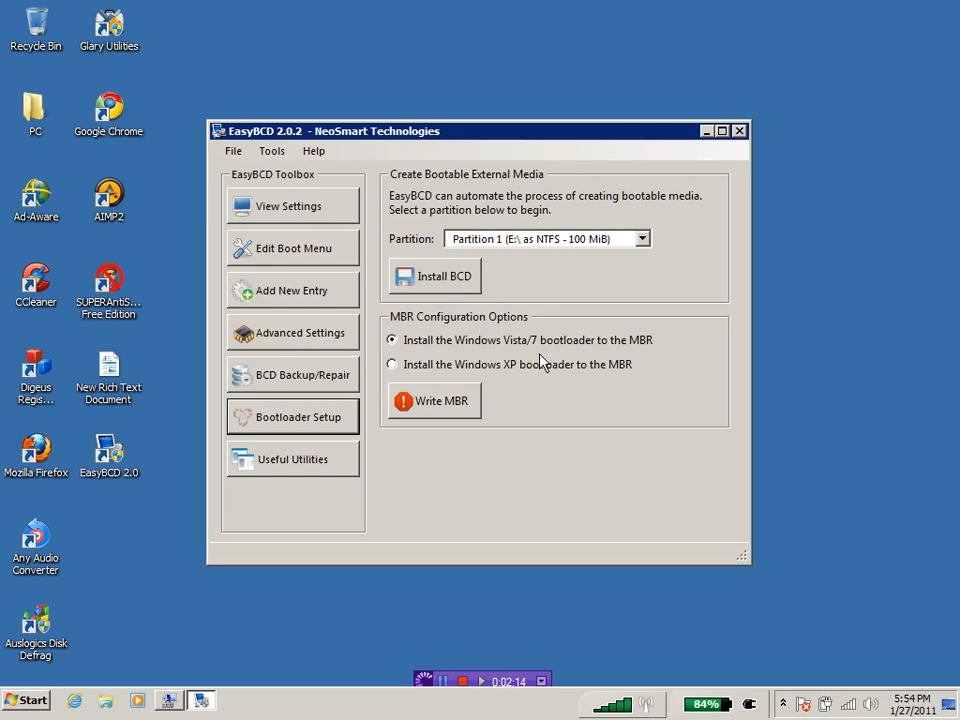 Recycle Bin
Glary Utilities
PC
Google Chrome
Ad-Aware
AIMP2
CCleaner
SUPERAntiS...
Free Edition
Digeus
Regis...
New Rich Text
Document
Mozilla Firefox
EasyBCD 2.0
Any Audio
Converter
Auslogics Disk
Defrag
EasyBCD 2.0.2 - NeoSmart Technologies
File Tools Help
EasyBCD Toolbox
View Settings
Edit Boot Menu
Add New Entry
Advanced Settings
BCD Backup/Repair
Bootloader Setup
Useful Utilities
Create Bootable External Media
EasyBCD can automate the process of creating bootable media.
Select a partition below to begin.
Partition: Partition 1 (E:\ as NTFS - 100 MiB)
Install BCD
MBR Configuration Options
Install the Windows Vista/7 bootloader to the MBR
Install the Windows XP bootloader to the MBR
Write MBR
0:02:14
Start
84%
5:54 PM
1/27/2011